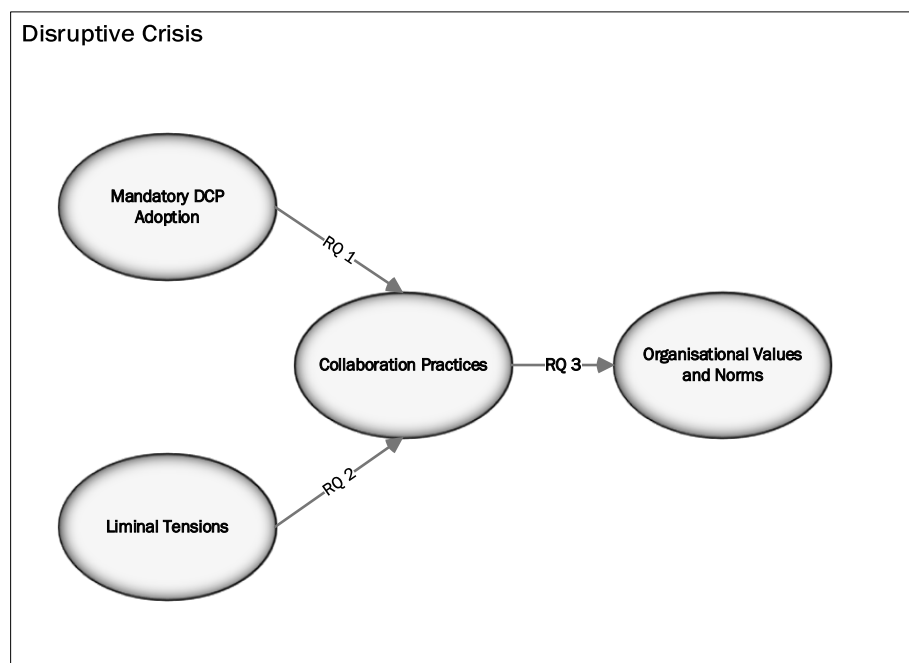 Disruptive Crisis
Mandatory DCP
Adoption
RQ 1
Collaboration Practices
RQ 3
Organisational Values
and Norms
RQ 2
Liminal Tensions